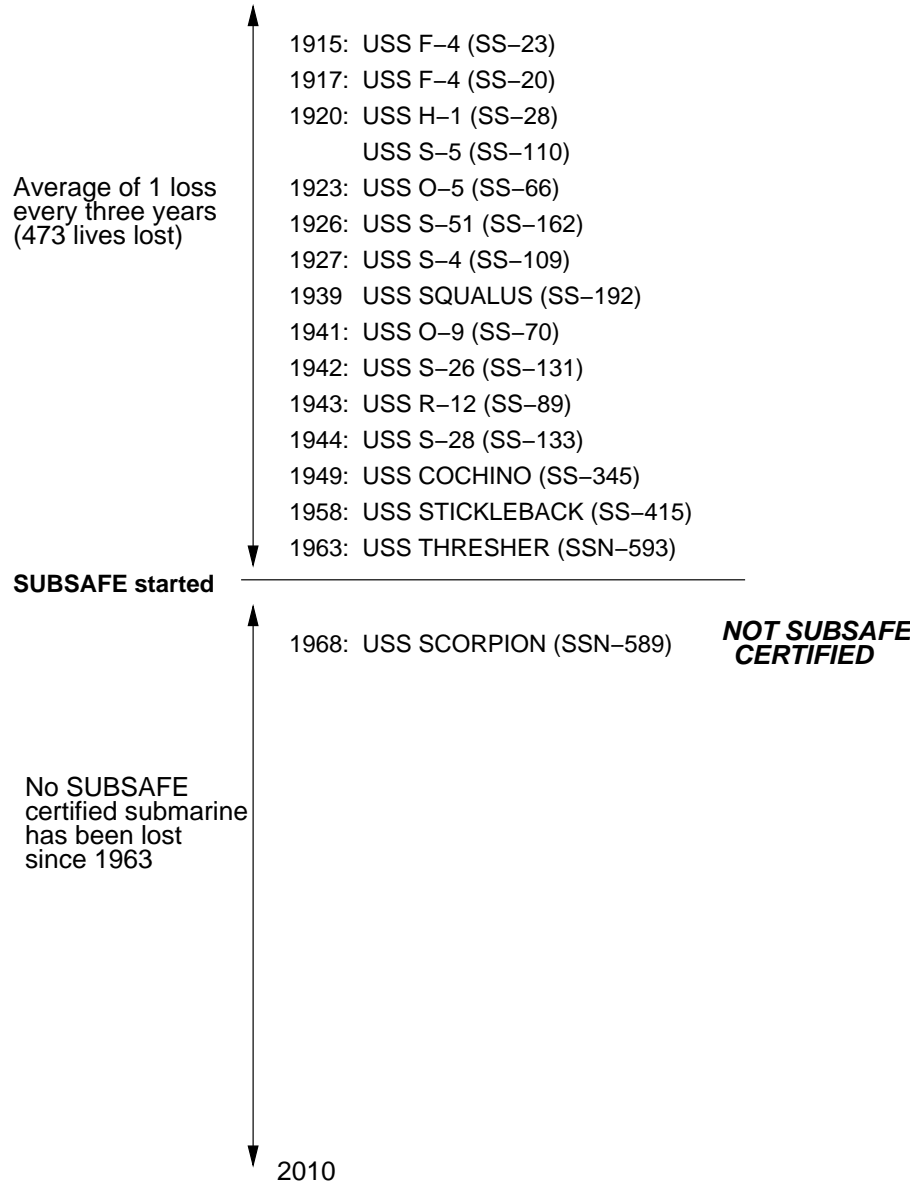 1915: USS F−4 (SS−23)
1917: USS F−4 (SS−20)
1920: USS H−1 (SS−28)
USS S−5 (SS−110)
Average of 1 loss
every three years
(473 lives lost)
1923: USS O−5 (SS−66)
1926: USS S−51 (SS−162)
1927: USS S−4 (SS−109)
1939 USS SQUALUS (SS−192)
1941: USS O−9 (SS−70)
1942: USS S−26 (SS−131)
1943: USS R−12 (SS−89)
1944: USS S−28 (SS−133)
1949: USS COCHINO (SS−345)
1958: USS STICKLEBACK (SS−415)
1963: USS THRESHER (SSN−593)
SUBSAFE started
1968: USS SCORPION (SSN−589)
NOT SUBSAFE
CERTIFIED
No SUBSAFE
certified submarine
has been lost
since 1963
2010